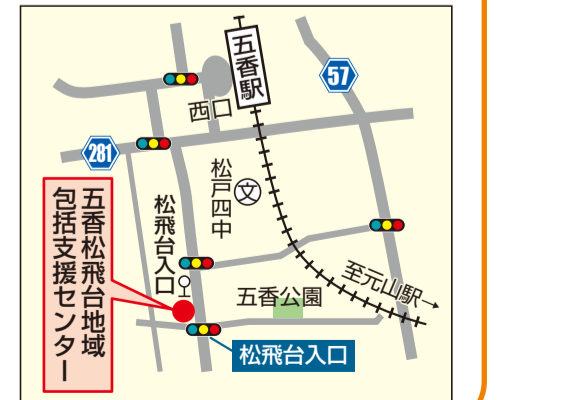 五香駅
57
西口
281
松戸四中
文
松飛台入口
五香松飛台地域
包括支援センター
至元山駅→
五香公園
松飛台入口